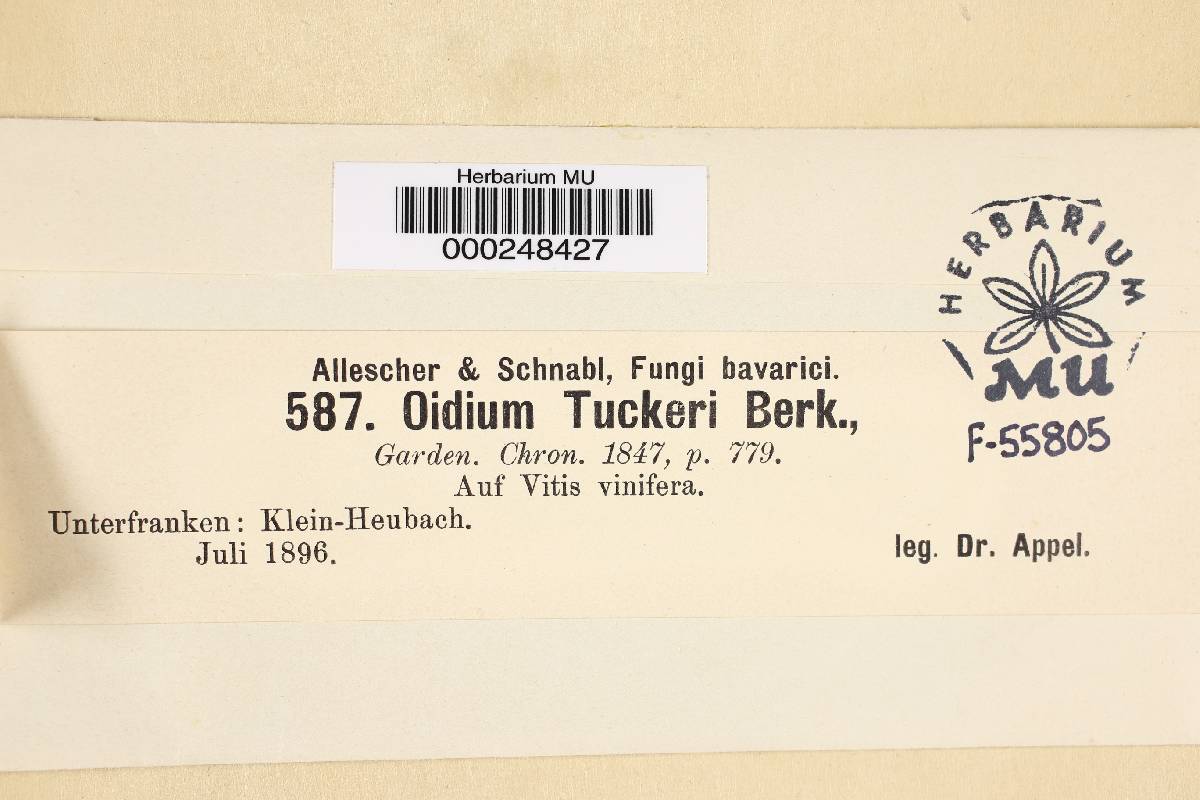 Herbarium MU
000248427
HERBARIUM
MU
F-55805
Allescher & Schnabl, Fungi bavarici.
587. Oidium Tuckeri Berk.,
Garden. Chron. 1847, p. 779.
Auf Vitis vinifera.
Unterfranken: Klein-Heubach.
Juli 1896.
leg. Dr. Appel.